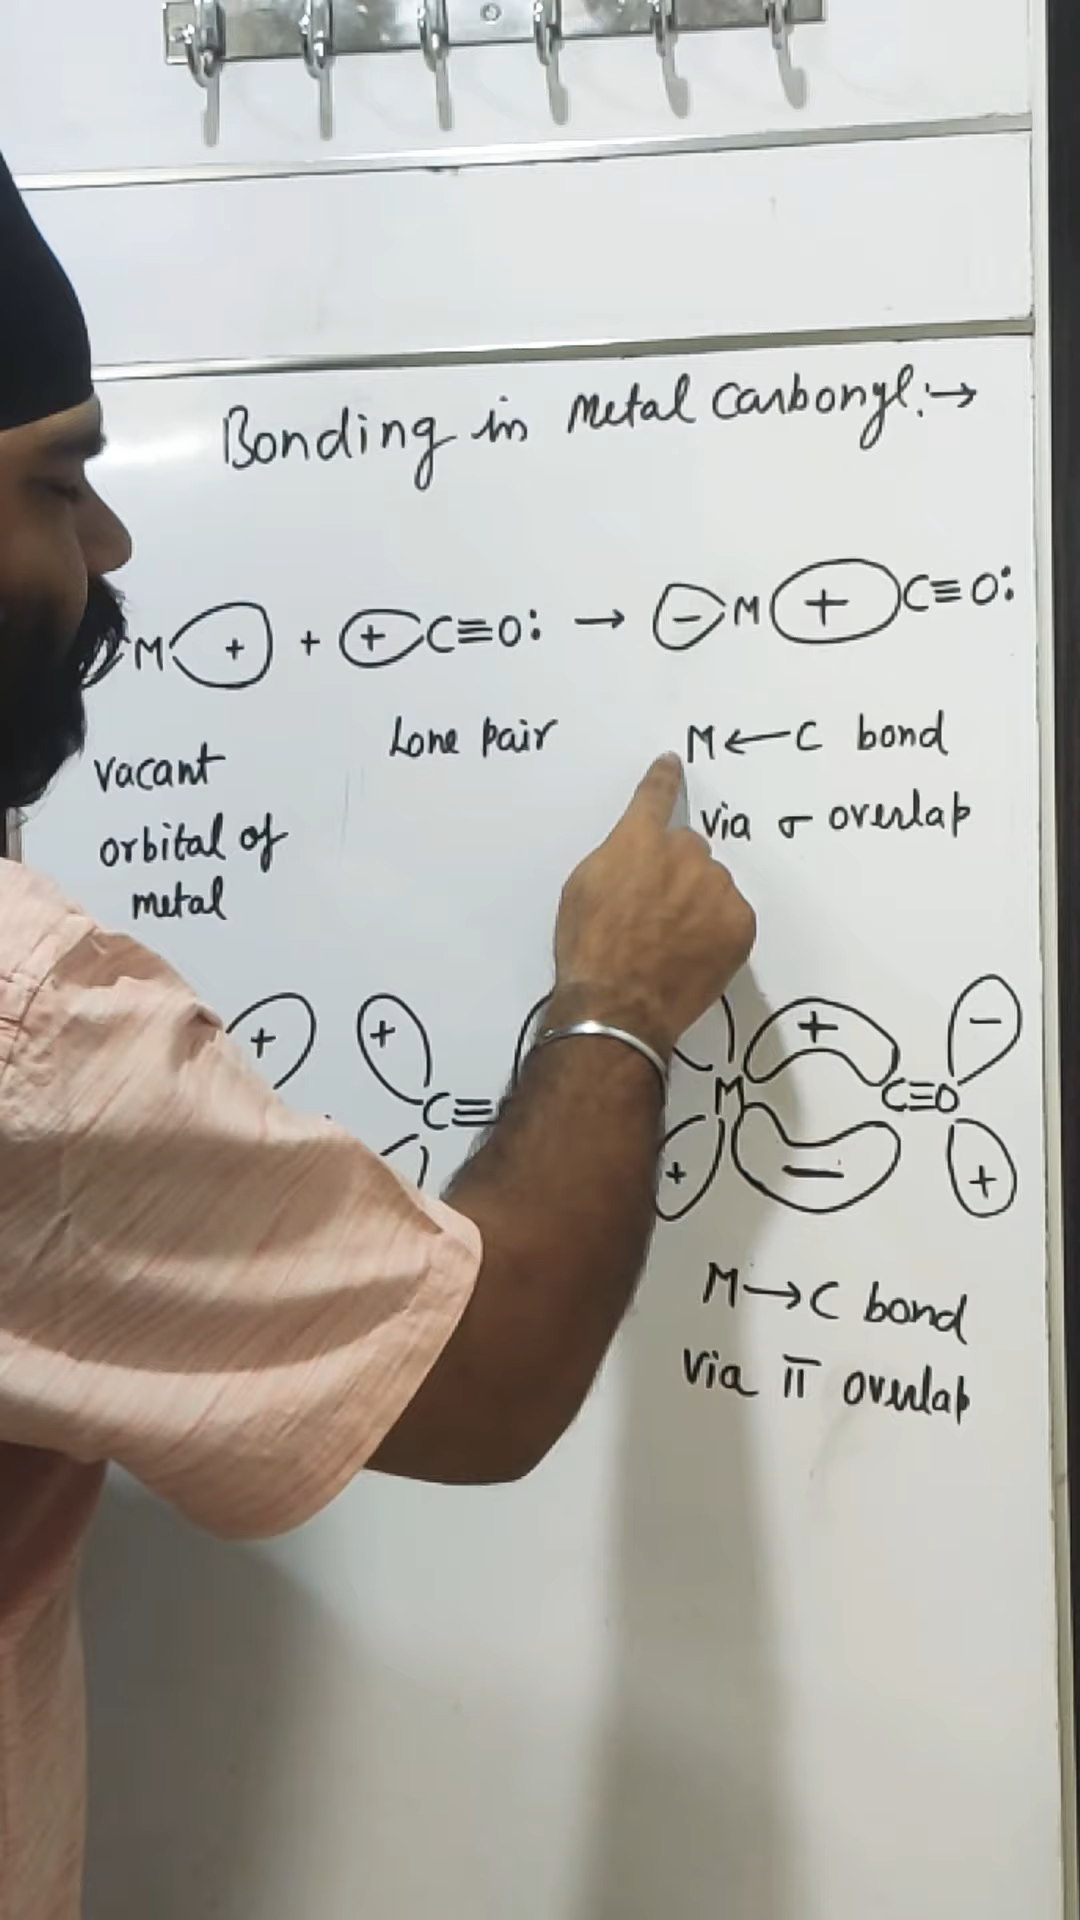 Bonding in Metal Carbonyl:→
M + + + C≡O: → - M + C≡O:
Lone pair
vacant
orbital of
metal
M←C bond
via σ overlap
+ + C≡ M + - + C≡O - +
M→C bond
via π overlap